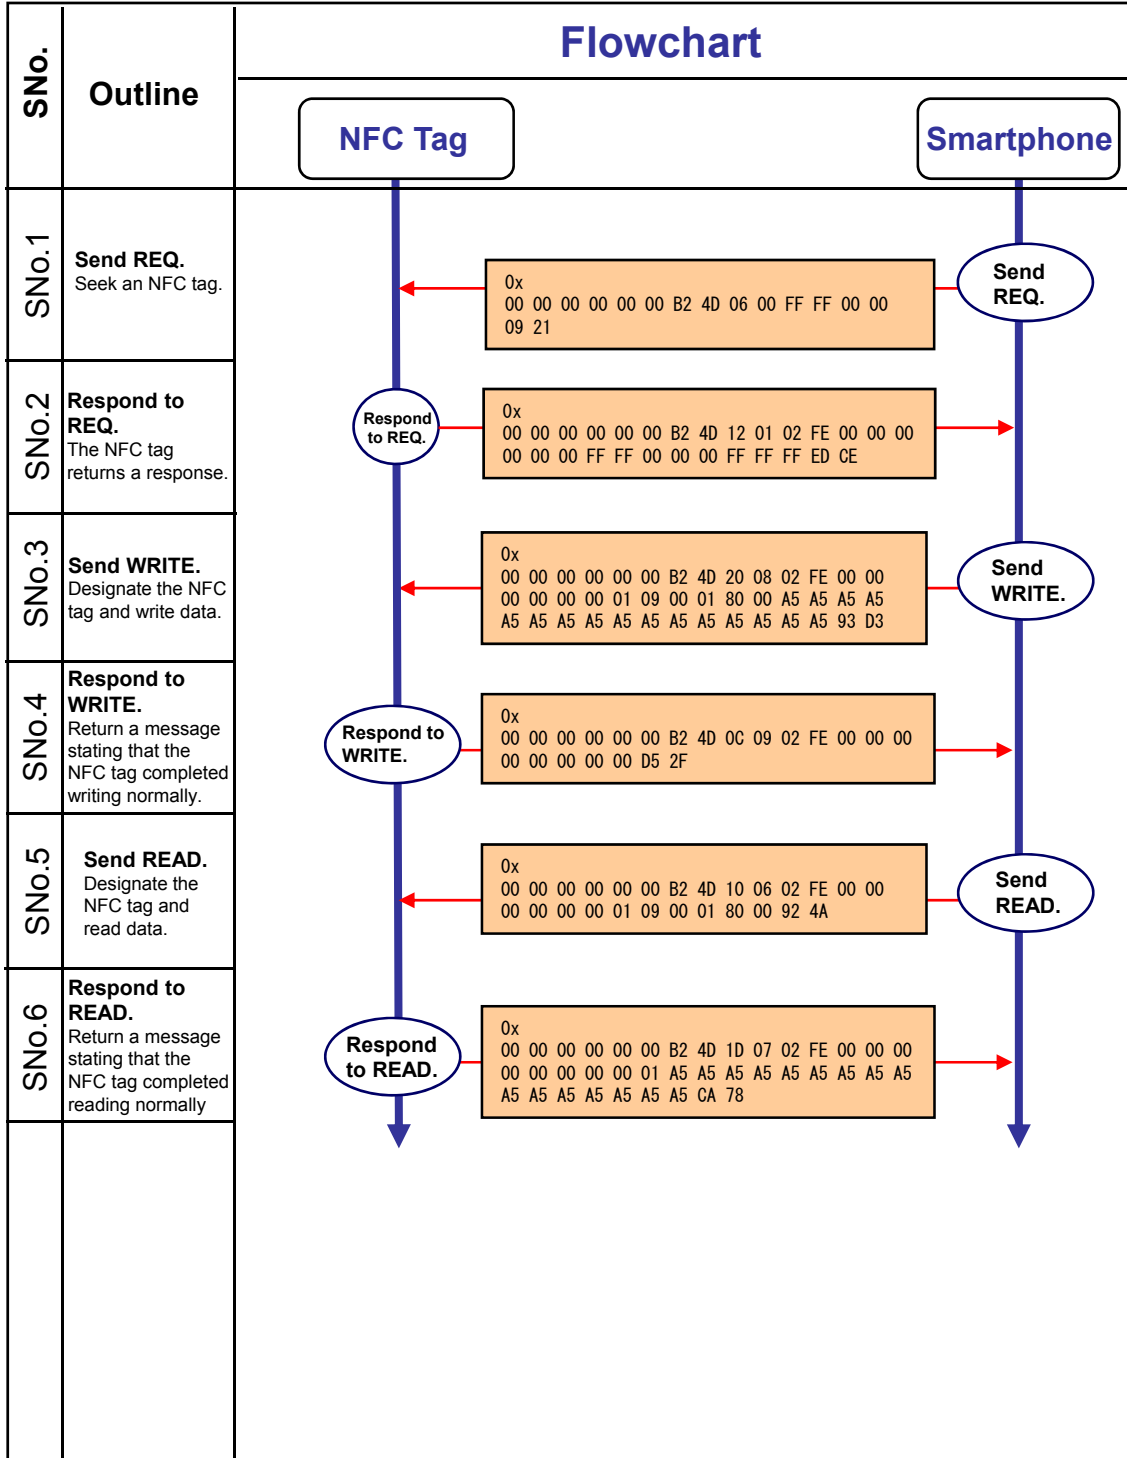 SNo.
Outline
Flowchart
NFC Tag
Smartphone
SNo.1
Send REQ.
Seek an NFC tag.
0x
00 00 00 00 00 00 B2 4D 06 00 FF FF 00 00
09 21
Send
REQ.
SNo.2
Respond to
REQ.
The NFC tag
returns a response.
Respond
to REQ.
0x
00 00 00 00 00 00 B2 4D 12 01 02 FE 00 00 00
00 00 00 FF FF 00 00 00 FF FF FF ED CE
SNo.3
Send WRITE.
Designate the NFC
tag and write data.
0x
00 00 00 00 00 00 B2 4D 20 08 02 FE 00 00
00 00 00 00 01 09 00 01 80 00 A5 A5 A5 A5
A5 A5 A5 A5 A5 A5 A5 A5 A5 A5 A5 A5 93 D3
Send
WRITE.
SNo.4
Respond to
WRITE.
Return a message
stating that the
NFC tag completed
writing normally.
Respond to
WRITE.
0x
00 00 00 00 00 00 B2 4D 0C 09 02 FE 00 00 00
00 00 00 00 00 D5 2F
SNo.5
Send READ.
Designate the
NFC tag and
read data.
0x
00 00 00 00 00 00 B2 4D 10 06 02 FE 00 00
00 00 00 00 01 09 00 01 80 00 92 4A
Send
READ.
SNo.6
Respond to
READ.
Return a message
stating that the
NFC tag completed
reading normally
Respond
to READ.
0x
00 00 00 00 00 00 B2 4D 1D 07 02 FE 00 00 00
00 00 00 00 00 01 A5 A5 A5 A5 A5 A5 A5 A5 A5
A5 A5 A5 A5 A5 A5 A5 CA 78